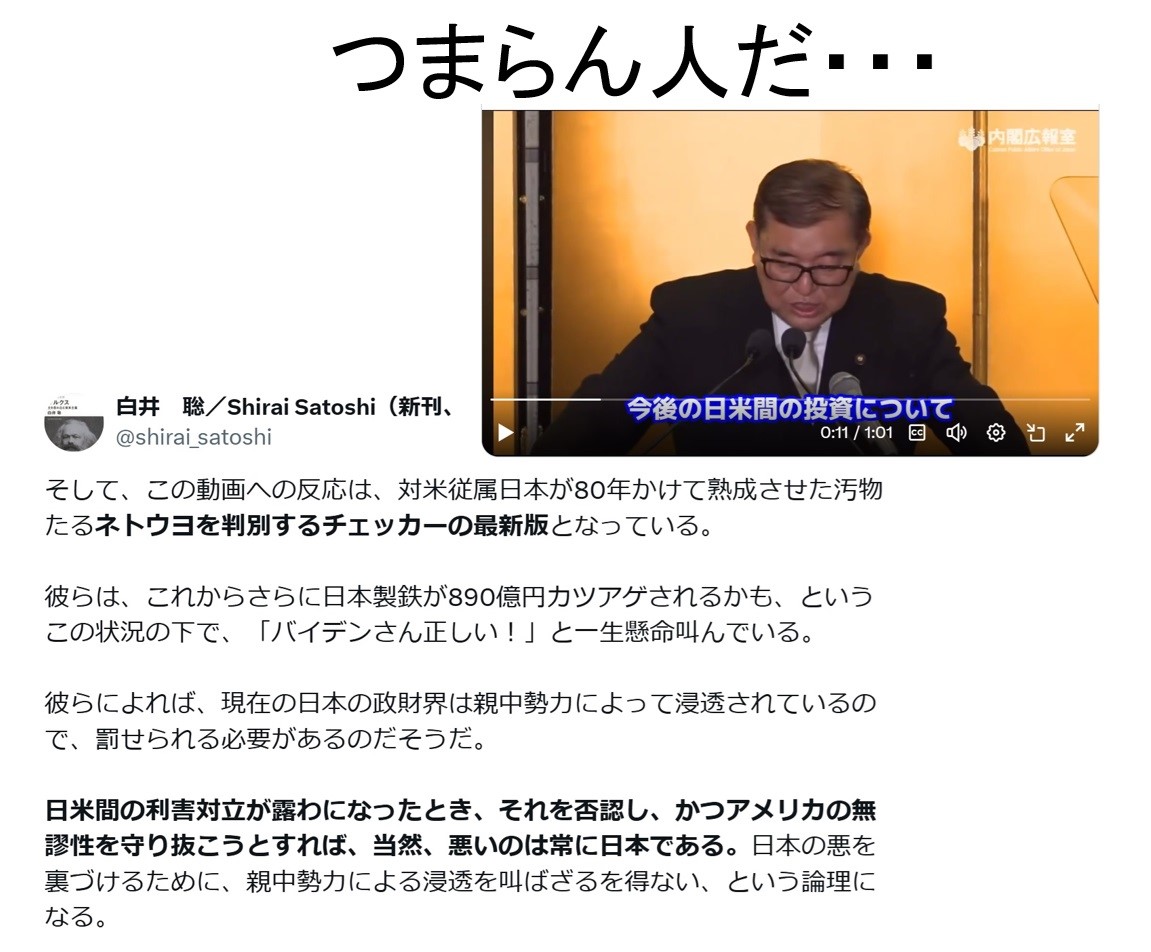 つまらん人だ・・・
内閣広報室
今後の日米間の投資について
0:11 / 1:01
CC
ルクス
白井 聡
白井　聡／Shirai Satoshi（新刊、
@shirai_satoshi
そして、この動画への反応は、対米従属日本が80年かけて熟成させた汚物
たるネトウヨを判別するチェッカーの最新版となっている。
彼らは、これからさらに日本製鉄が890億円カツアゲされるかも、という
この状況の下で、「バイデンさん正しい！」と一生懸命叫んでいる。
彼らによれば、現在の日本の政財界は親中勢力によって浸透されているの
で、罰せられる必要があるのだそうだ。
日米間の利害対立が露わになったとき、それを否認し、かつアメリカの無
謬性を守り抜こうとすれば、当然、悪いのは常に日本である。日本の悪を
裏づけるために、親中勢力による浸透を叫ばざるを得ない、という論理に
なる。